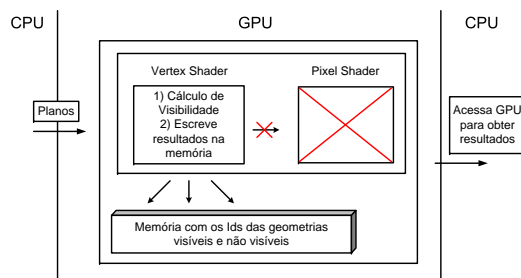 CPU
GPU
CPU
Vertex Shader
Pixel Shader
Planos
1) Cálculo de
Visibilidade
2) Escreve
resultados na
memória
Acessa GPU
para obter
resultados
Memória com os Ids das geometrias
visíveis e não visíveis